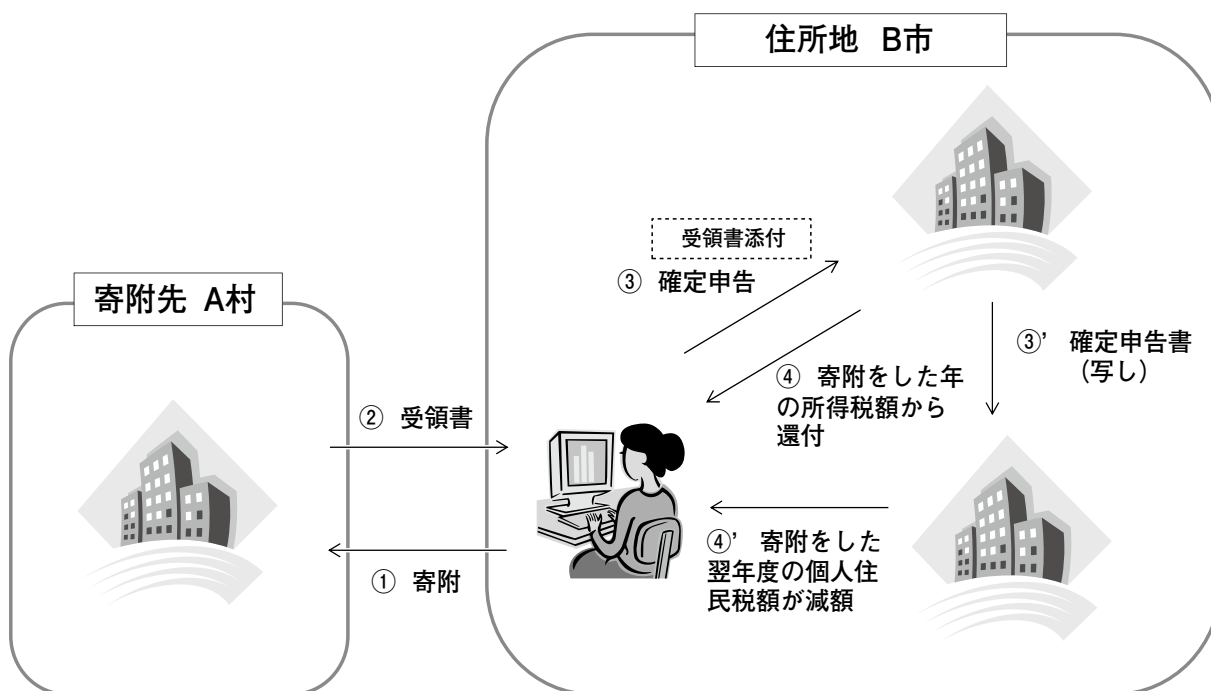 住所地 B市
受領書添付
③ 確定申告
寄附先 A村
③’ 確定申告書
（写し）
④ 寄附をした年
の所得税額から
還付
② 受領書
① 寄附
④’ 寄附をした
翌年度の個人住
民税額が減額